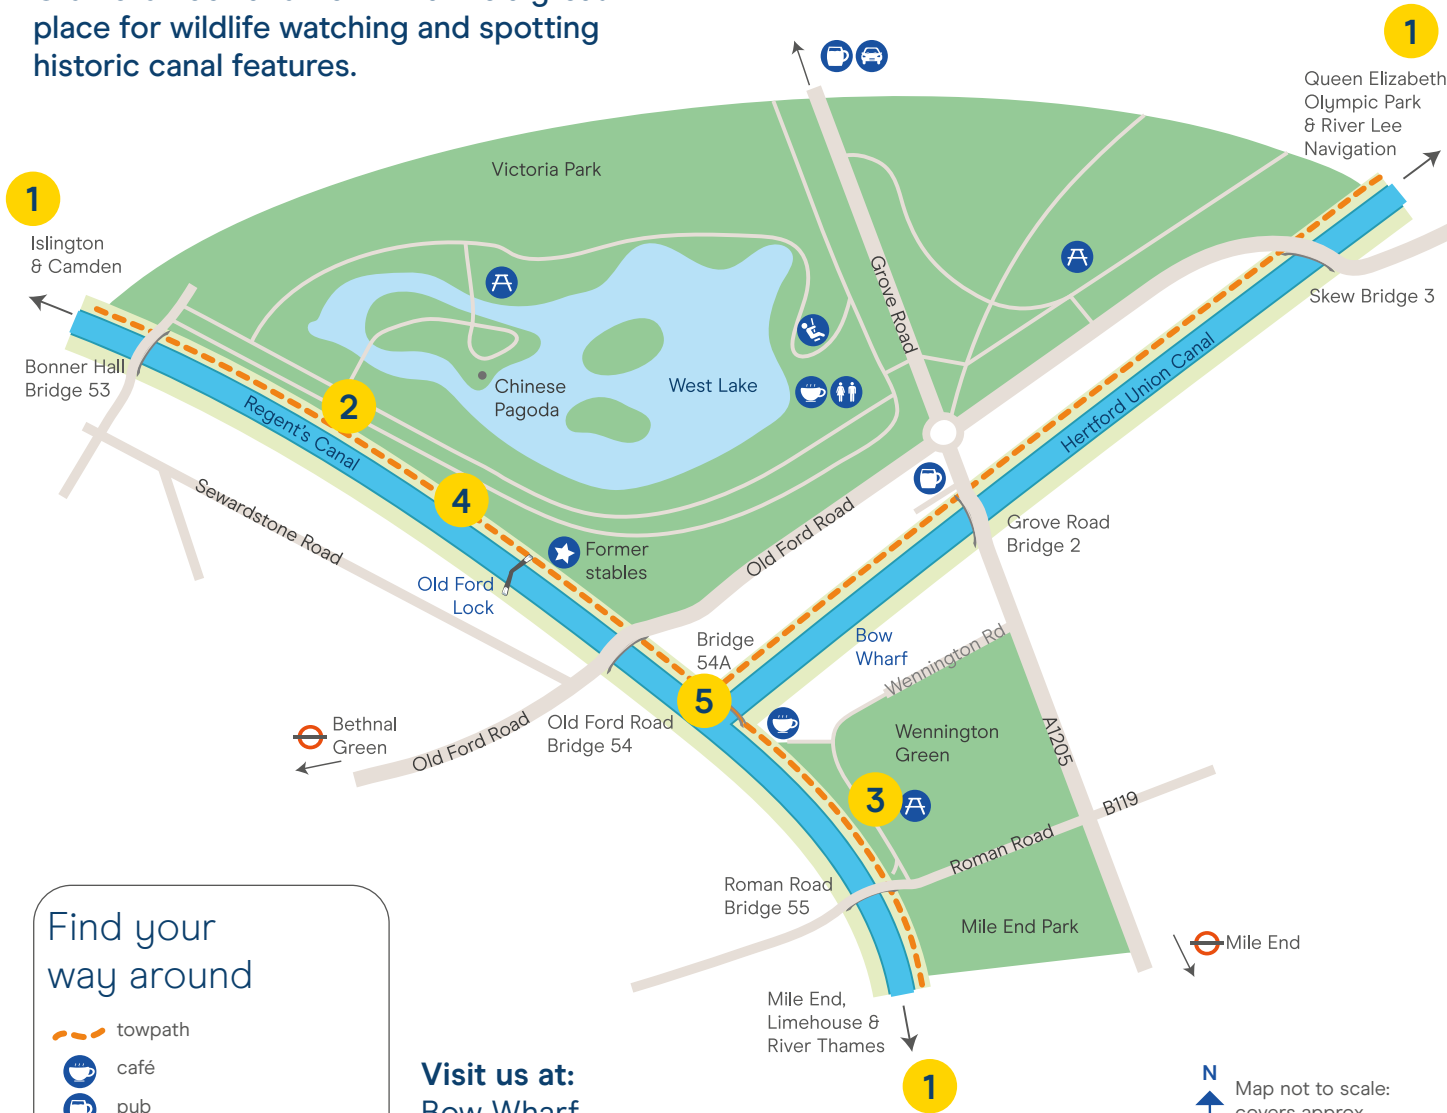 place for wildlife watching and spotting
historic canal features.
1
Queen Elizabeth
Olympic Park
& River Lee
Navigation
Victoria Park
1
Islington
& Camden
Grove Road
Skew Bridge 3
Bonner Hall
Bridge 53
Chinese
Pagoda
West Lake
Hertford Union Canal
2
Regent's Canal
4
Sewardstone Road
Old Ford Road
Grove Road
Bridge 2
Former
stables
Old Ford
Lock
Bridge
54A
Bow
Wharf
Wennington Rd
5
Bethnal
Green
Old Ford Road
Old Ford Road
Bridge 54
Wennington
Green
A1205
3
B119
Roman Road
Roman Road
Bridge 55
Mile End Park
Mile End
Mile End,
Limehouse &
River Thames
1
Find your
way around
towpath
café
pub
Visit us at:
Bow Wharf
N
Map not to scale:
covers approx